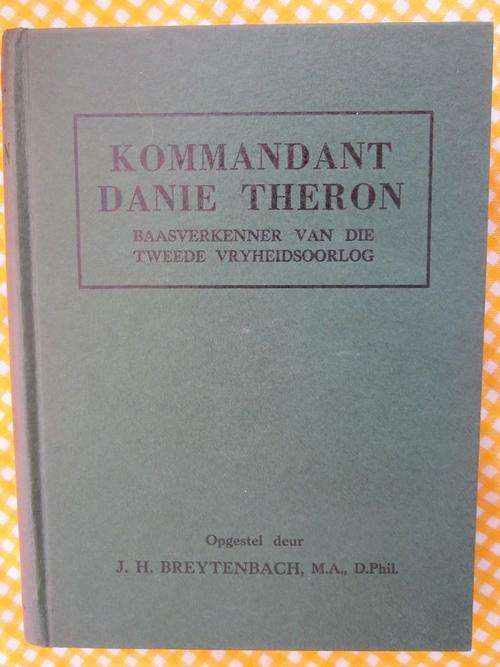 KOMMANDANT
DANIE THERON
BAASVERKENNER VAN DIE
TWEEDE VRYHEIDSOORLOG
Opgestel deur
J. H. BREYTENBACH, M.A., D.Phil.